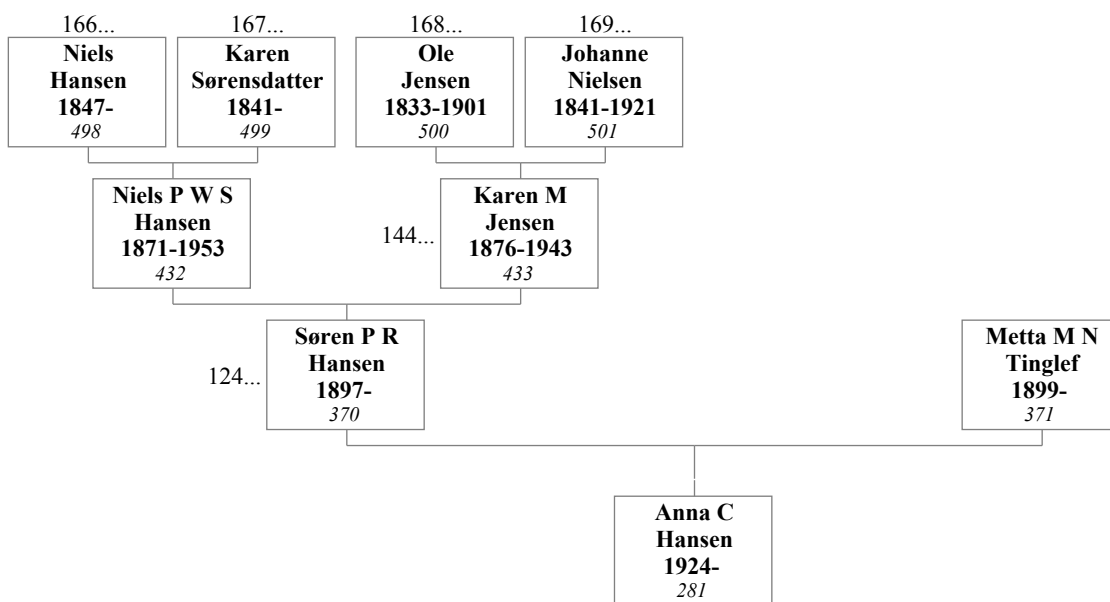 166...
167...
168...
169...
Niels
Hansen
1847-
498
Karen
Sørensdatter
1841-
499
Ole
Jensen
1833-1901
500
Johanne
Nielsen
1841-1921
501
Niels P W S
Hansen
1871-1953
432
144...
Karen M
Jensen
1876-1943
433
124...
Søren P R
Hansen
1897-
370
Metta M N
Tinglef
1899-
371
Anna C
Hansen
1924-
281